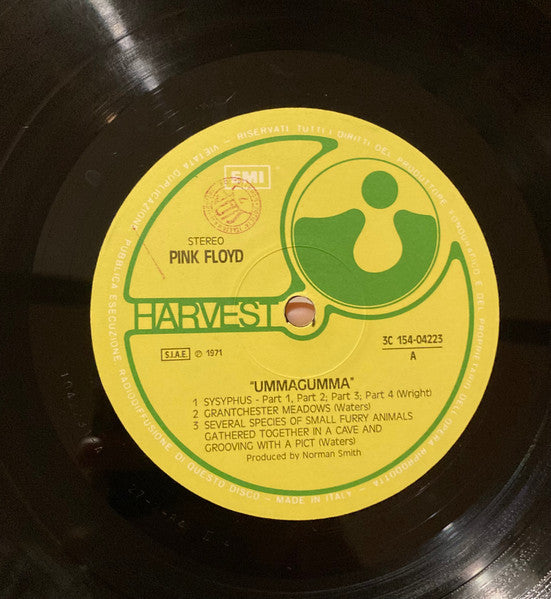 RISERVATI TUTTI I DIRITTI DEL PRODUTTORE FONOGRAFICO E DEL PROPRIETARIO DELL'OPERA RIPRODOTTA
VIETATA DUPLICAZIONE PUBBLICA ESECUZIONE RADIODIFFUSIONE DI QUESTO DISCO - MADE IN ITALY -
EMI
STEREO
PINK FLOYD
HARVEST
S.I.A.E. ℗ 1971
3C 154-04223
A
"UMMAGUMMA"
1 SYSYPHUS - Part 1, Part 2; Part 3; Part 4 (Wright)
2 GRANTCHESTER MEADOWS (Waters)
3 SEVERAL SPECIES OF SMALL FURRY ANIMALS
GATHERED TOGETHER IN A CAVE AND
GROOVING WITH A PICT (Waters)
Produced by Norman Smith